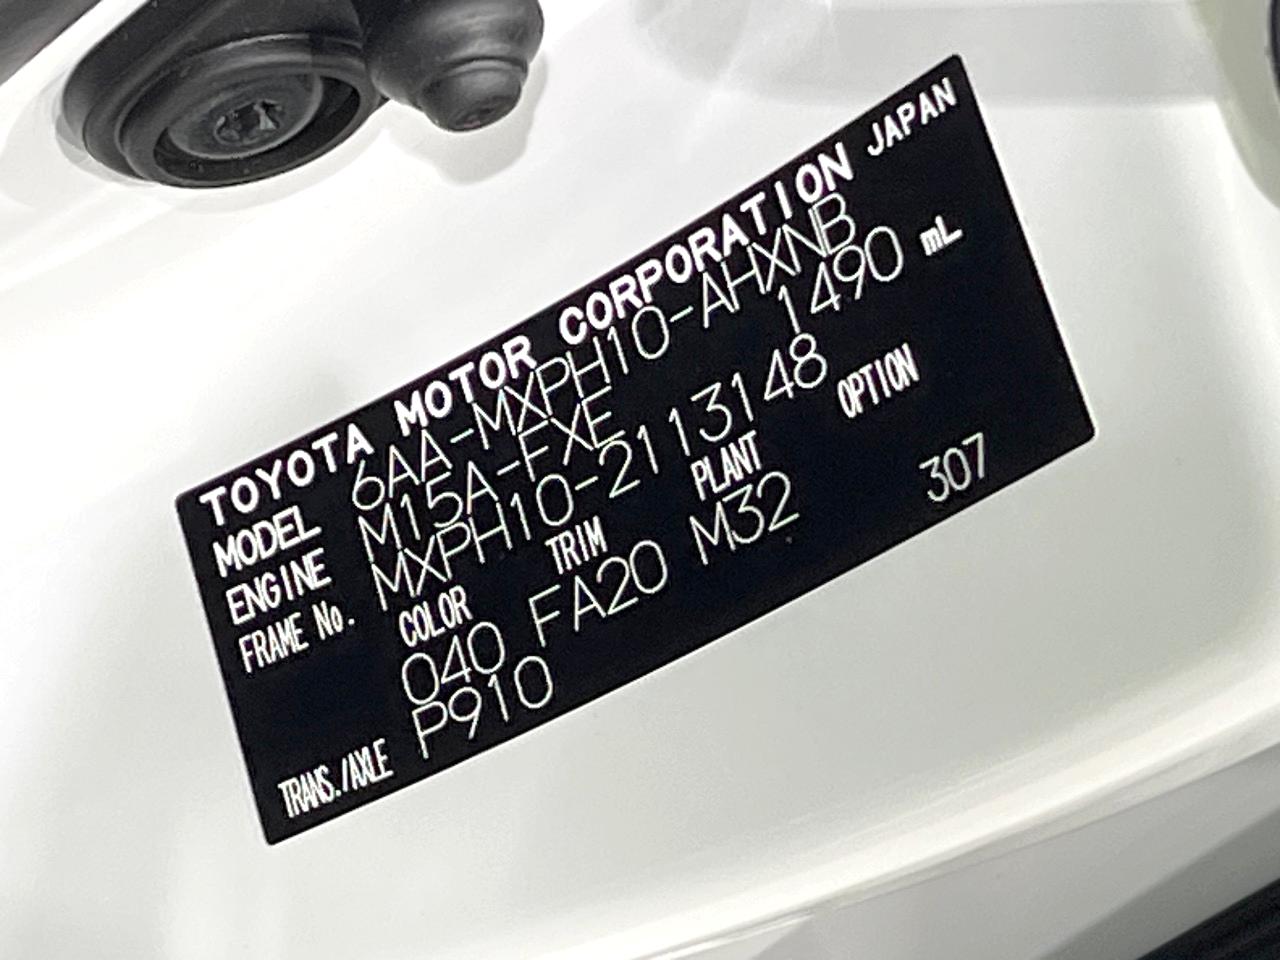 TOYOTA MOTOR CORPORATION JAPAN
MODEL 6AA-MXPH10-AHXNB
ENGINE M15A-FXE 1490 mL
FRAME No. MXPH10-2113148
COLOR TRIM PLANT OPTION
040 FA20 M32 307
TRANS./AXLE P910